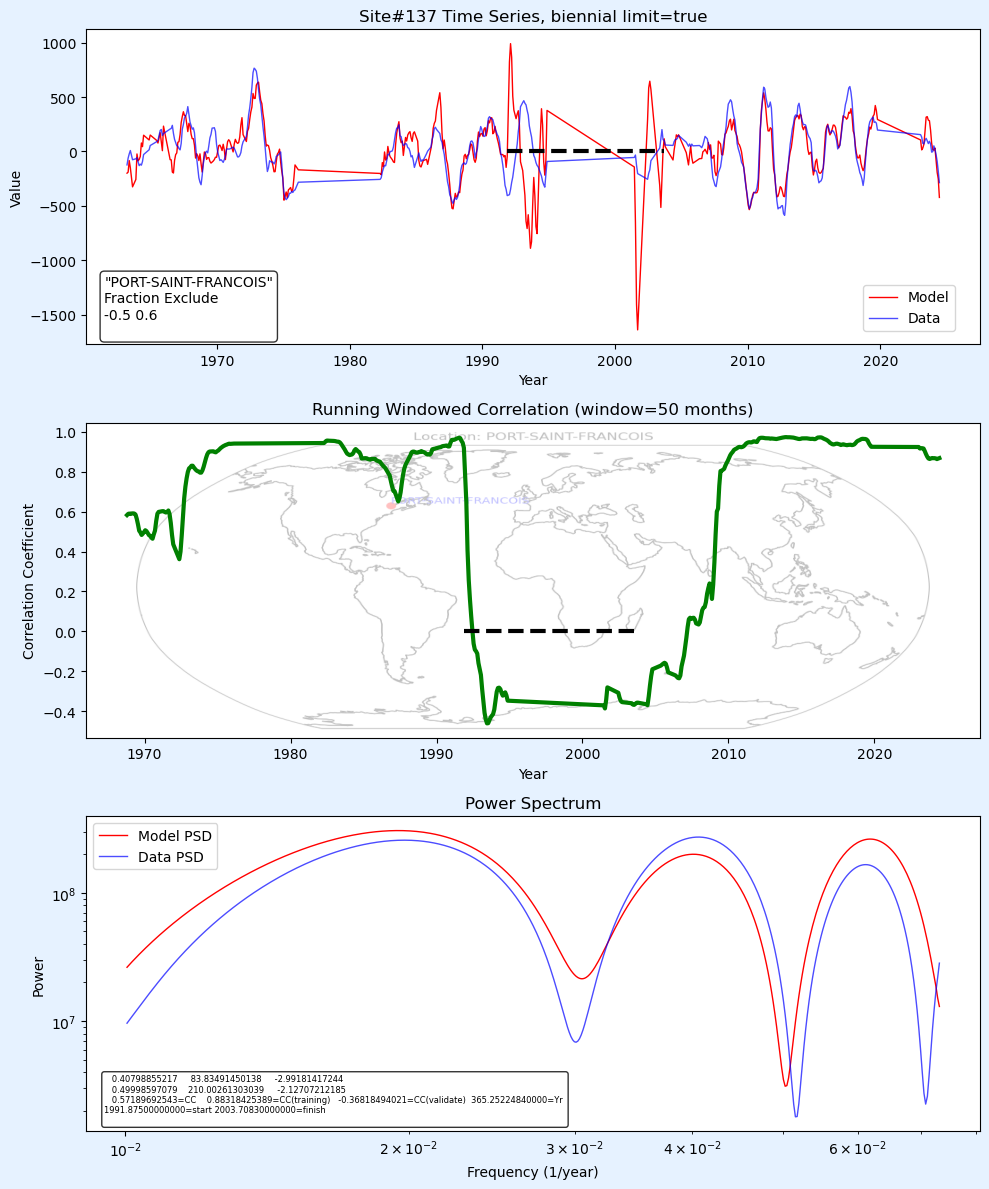 Site#137 Time Series, biennial limit=true
1000
500
0
−500
−1000
−1500
Value
"PORT-SAINT-FRANCOIS"
Fraction Exclude
-0.5 0.6
Model
Data
1970
1980
1990
2000
2010
2020
Year
Running Windowed Correlation (window=50 months)
Location: PORT-SAINT-FRANCOIS
PORT-SAINT-FRANCOIS
1.0
0.8
0.6
0.4
0.2
0.0
−0.2
−0.4
Correlation Coefficient
1970
1980
1990
2000
2010
2020
Year
Power Spectrum
Model PSD
Data PSD
10^8
10^7
Power
0.40798855217 83.83491450138 -2.99181417244
0.49998597079 210.00261303039 -2.12707212185
0.57189692543=CC 0.88318425389=CC(training) -0.36818494021=CC(validate) 365.25224840000=Yr
1991.87500000000=start 2003.70830000000=finish
10^−2
2 × 10^−2
3 × 10^−2
4 × 10^−2
6 × 10^−2
Frequency (1/year)